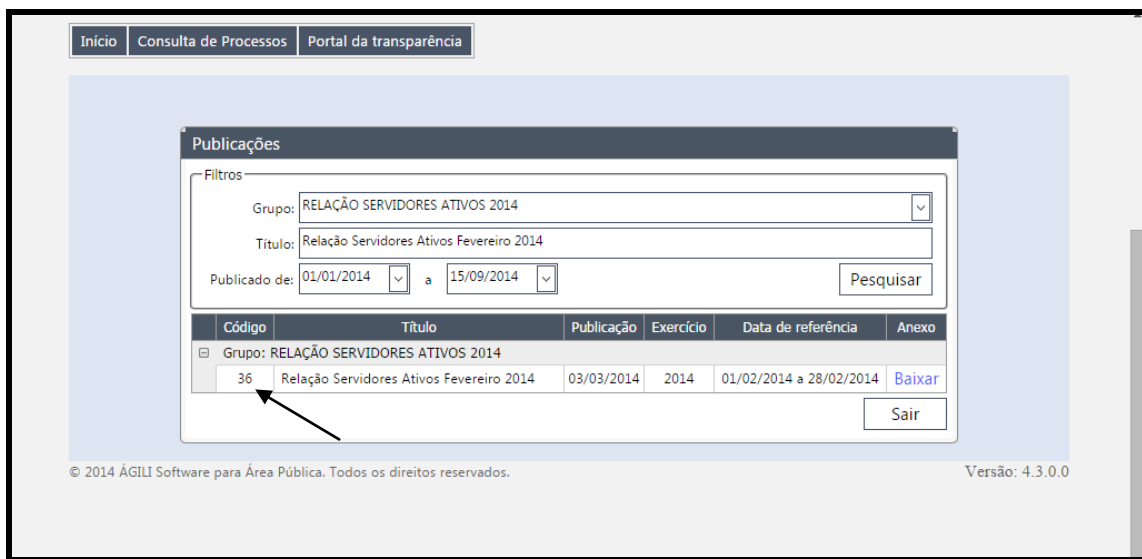 Início Consulta de Processos Portal da transparência
Publicações
Filtros
Grupo: RELAÇÃO SERVIDORES ATIVOS 2014
Título: Relação Servidores Ativos Fevereiro 2014
Publicado de: 01/01/2014 a 15/09/2014 Pesquisar
Código Título Publicação Exercício Data de referência Anexo
Grupo: RELAÇÃO SERVIDORES ATIVOS 2014
36 Relação Servidores Ativos Fevereiro 2014 03/03/2014 2014 01/02/2014 a 28/02/2014 Baixar
Sair
© 2014 ÁGILI Software para Área Pública. Todos os direitos reservados. Versão: 4.3.0.0